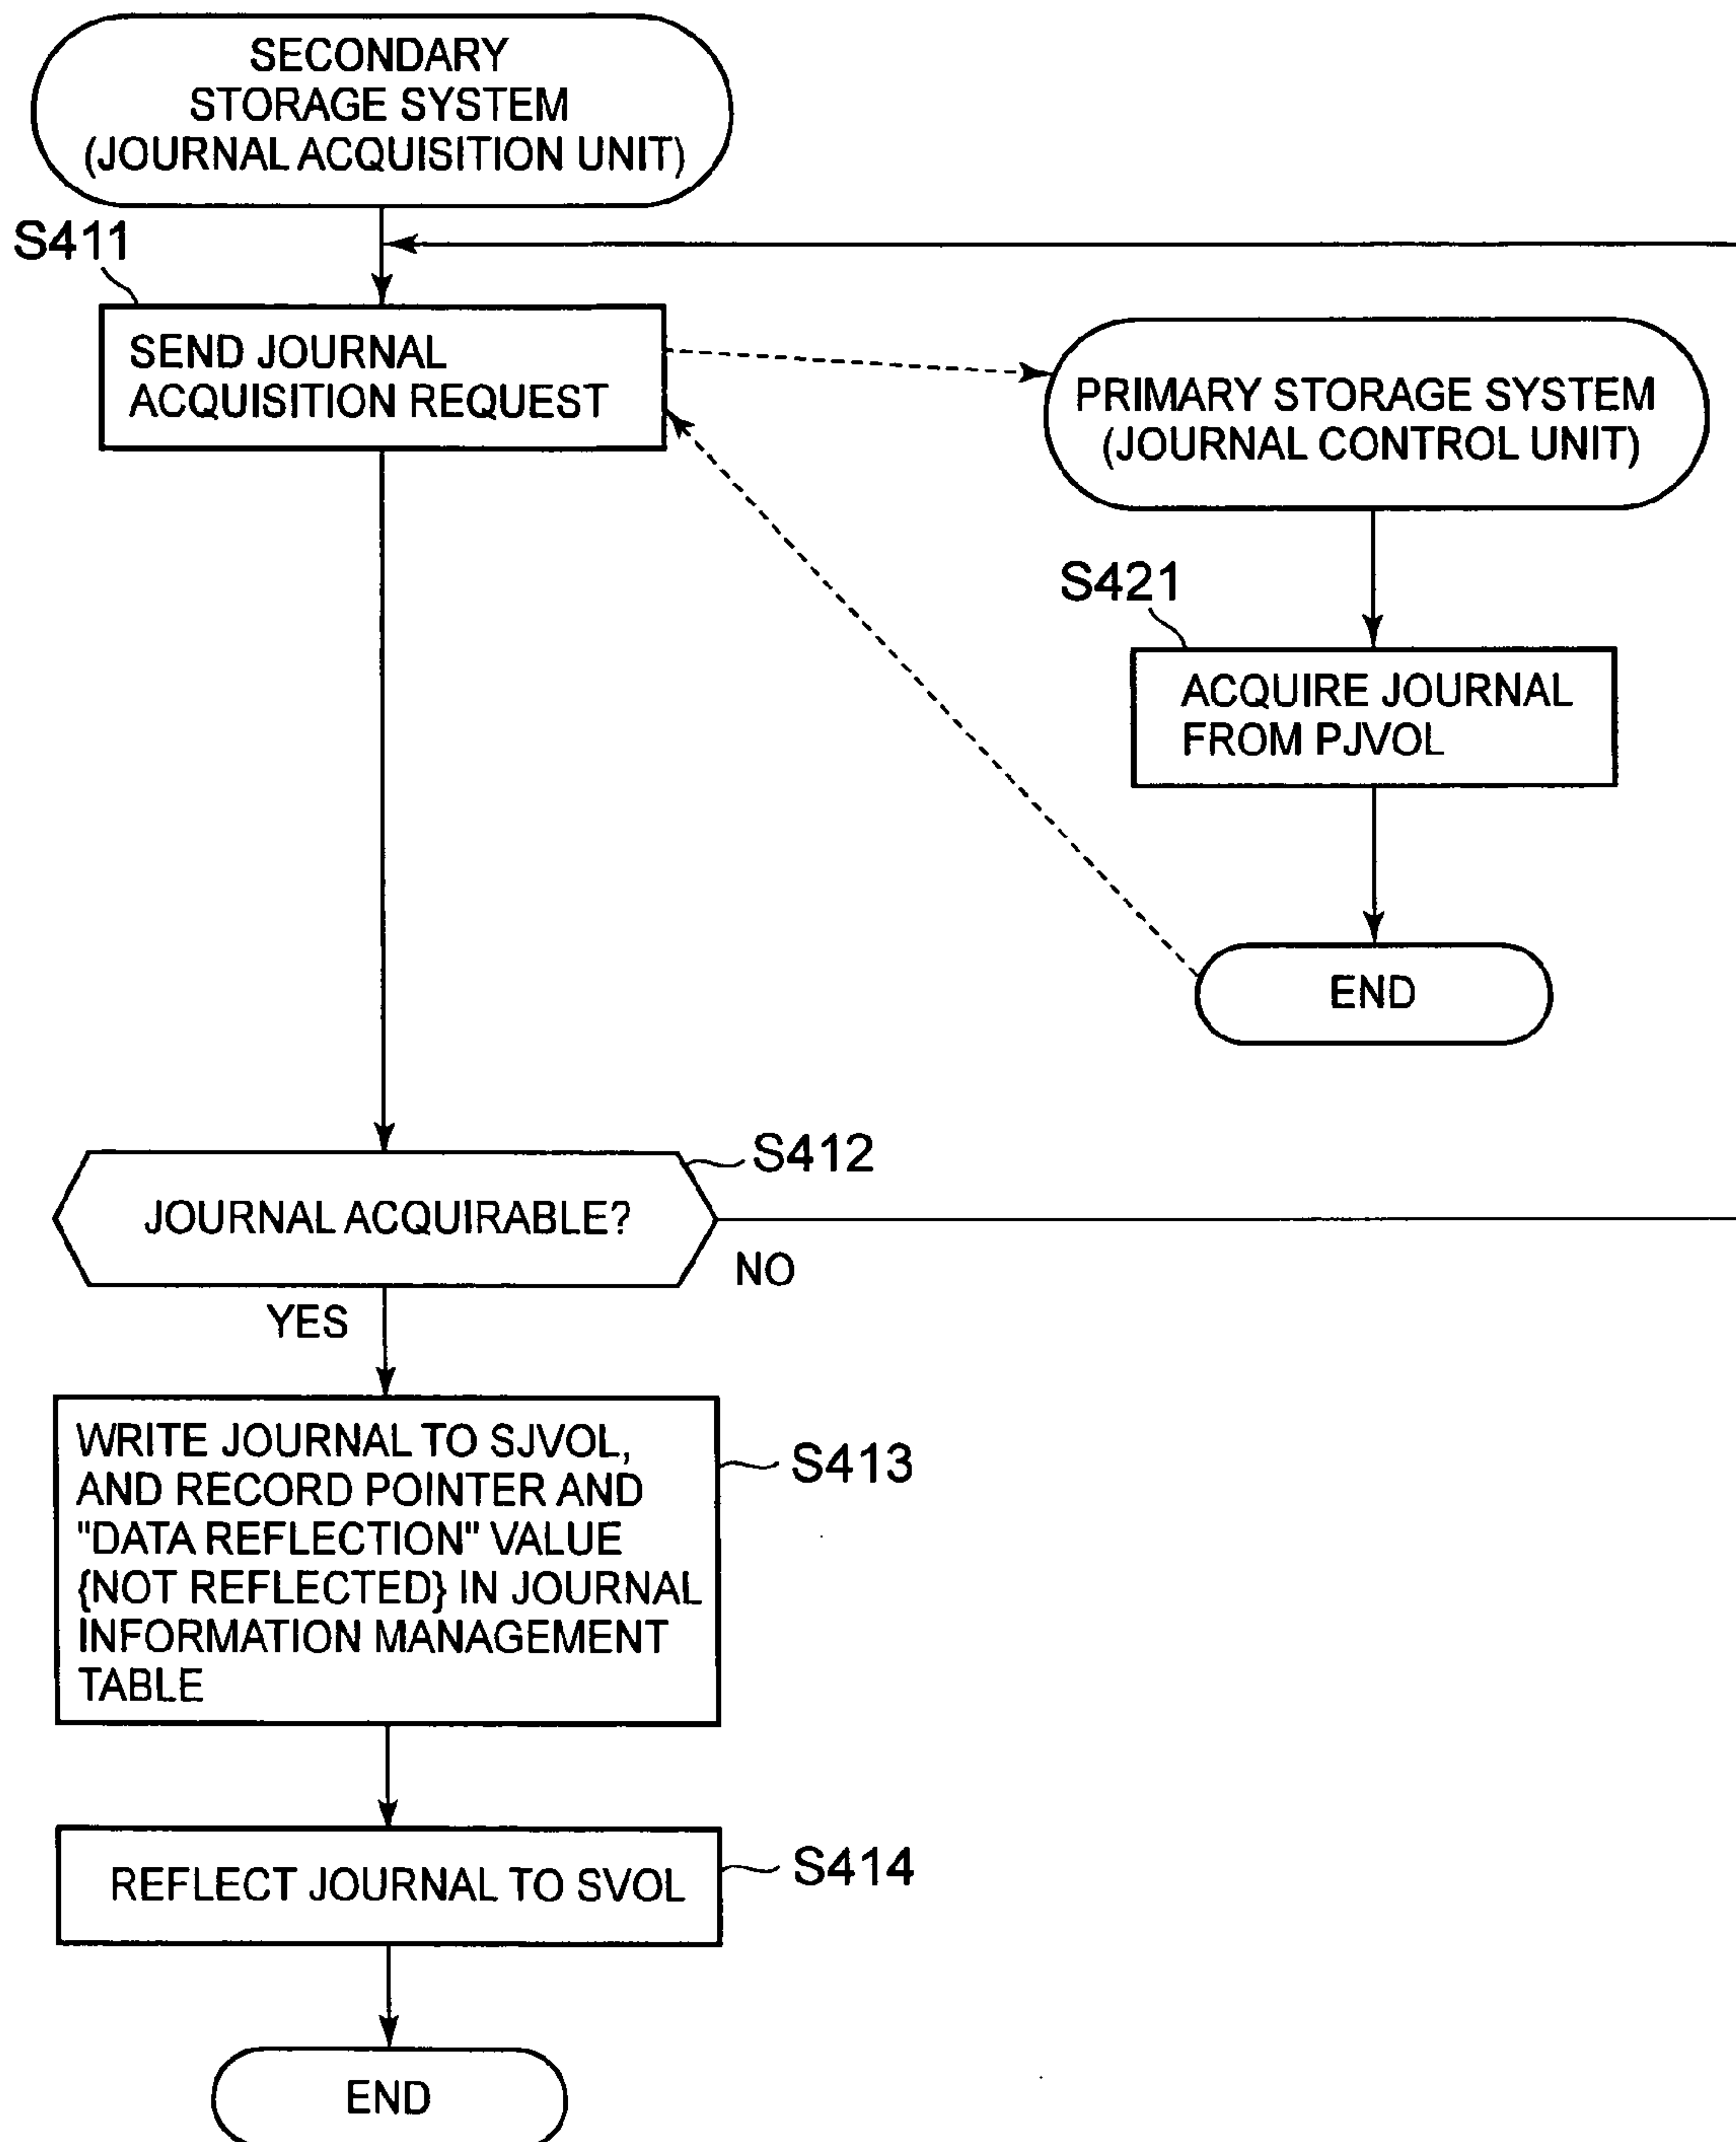 SECONDARY
STORAGE SYSTEM
(JOURNAL ACQUISITION UNIT)
S411
SEND JOURNAL
ACQUISITION REQUEST
PRIMARY STORAGE SYSTEM
(JOURNAL CONTROL UNIT)
S421
ACQUIRE JOURNAL
FROM PJVOL
END
S412
JOURNAL ACQUIRABLE?
NO
YES
WRITE JOURNAL TO SJVOL,
AND RECORD POINTER AND
"DATA REFLECTION" VALUE
{NOT REFLECTED} IN JOURNAL
INFORMATION MANAGEMENT
TABLE
S413
REFLECT JOURNAL TO SVOL
S414
END